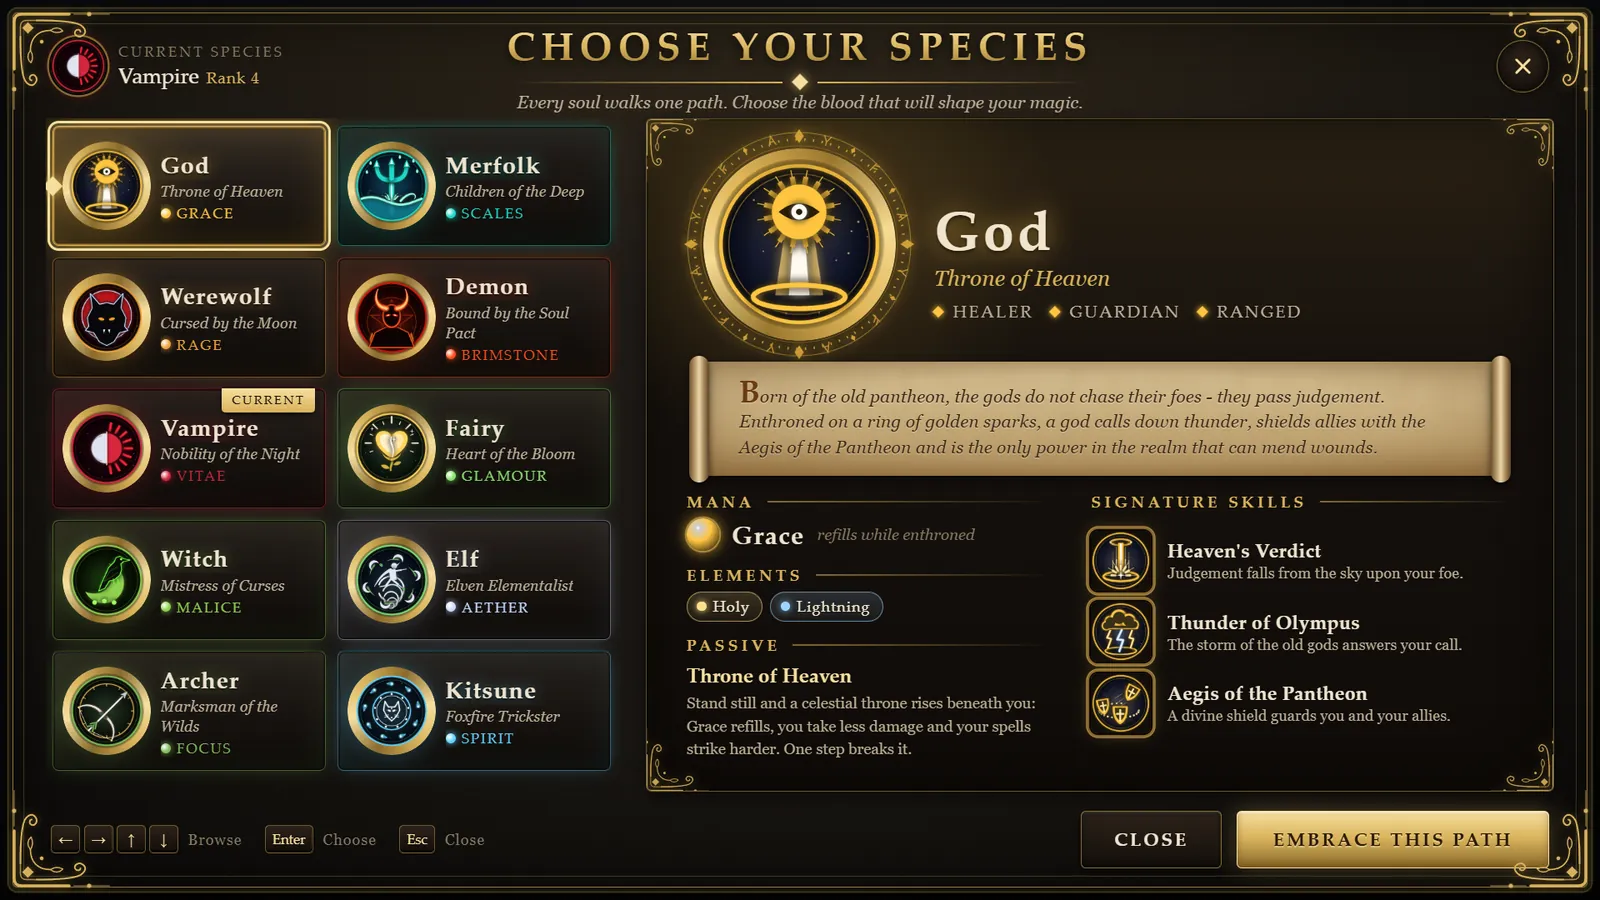 CURRENT SPECIES
Vampire Rank 4
CHOOSE YOUR SPECIES
Every soul walks one path. Choose the blood that will shape your magic.
God
Throne of Heaven
GRACE
Merfolk
Children of the Deep
SCALES
Werewolf
Cursed by the Moon
RAGE
Demon
Bound by the Soul
Pact
BRIMSTONE
CURRENT
Vampire
Nobility of the Night
VITAE
Fairy
Heart of the Bloom
GLAMOUR
Witch
Mistress of Curses
MALICE
Elf
Elven Elementalist
AETHER
Archer
Marksman of the
Wilds
FOCUS
Kitsune
Foxfire Trickster
SPIRIT
God
Throne of Heaven
HEALER GUARDIAN RANGED
Born of the old pantheon, the gods do not chase their foes - they pass judgement.
Enthroned on a ring of golden sparks, a god calls down thunder, shields allies with the
Aegis of the Pantheon and is the only power in the realm that can mend wounds.
MANA
Grace refills while enthroned
ELEMENTS
Holy Lightning
PASSIVE
Throne of Heaven
Stand still and a celestial throne rises beneath you:
Grace refills, you take less damage and your spells
strike harder. One step breaks it.
SIGNATURE SKILLS
Heaven's Verdict
Judgement falls from the sky upon your foe.
Thunder of Olympus
The storm of the old gods answers your call.
Aegis of the Pantheon
A divine shield guards you and your allies.
← → ↑ ↓ Browse Enter Choose Esc Close
CLOSE
EMBRACE THIS PATH